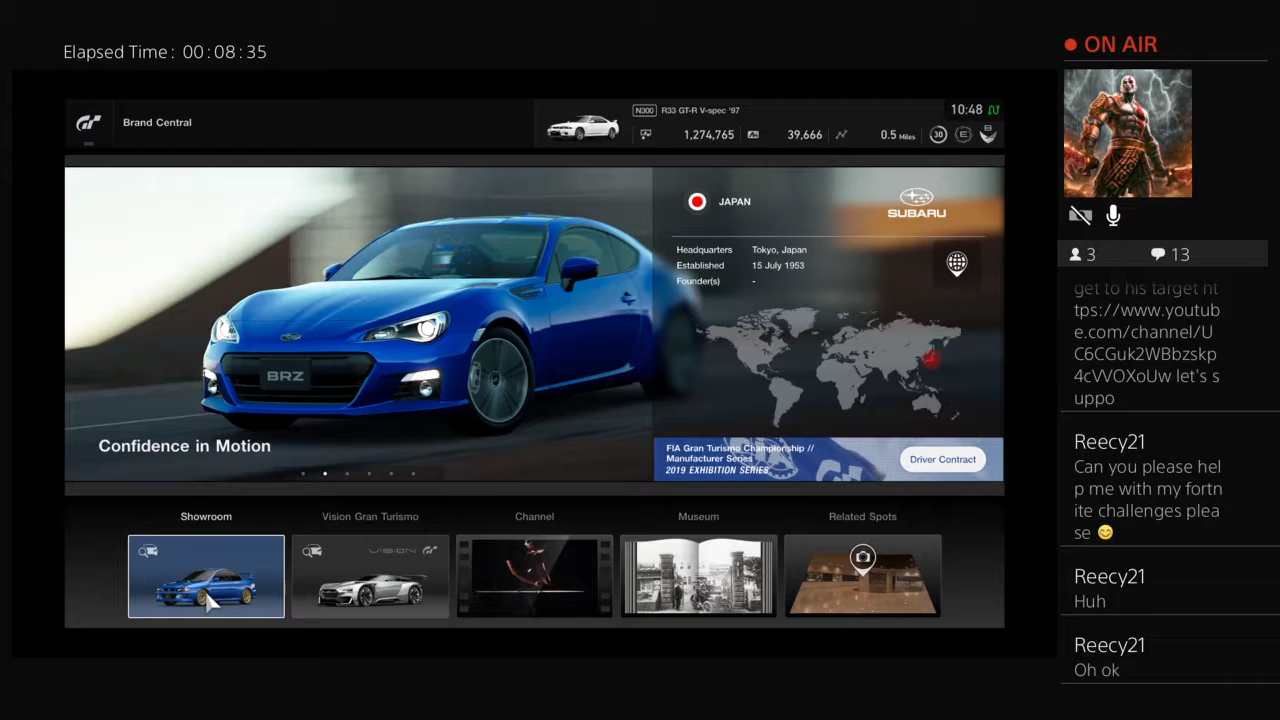 Elapsed Time: 00:08:35
ON AIR
Brand Central
N300 R33 GT-R V-spec '97
10:48
1,274,765 39,666 0.5 Miles 30 E B
JAPAN
SUBARU
Headquarters Tokyo, Japan
Established 15 July 1953
Founder(s) -
BRZ
Confidence in Motion
FIA Gran Turismo Championship //
Manufacturer Series
2019 EXHIBITION SERIES
Driver Contract
Showroom Vision Gran Turismo Channel Museum Related Spots
VISION GT
3 13
get to his target ht
tps://www.youtub
e.com/channel/U
C6CGuk2WBbzskp
4cVVOXoUw let's s
uppo
Reecy21
Can you please hel
p me with my fortn
ite challenges plea
se 😊
Reecy21
Huh
Reecy21
Oh ok